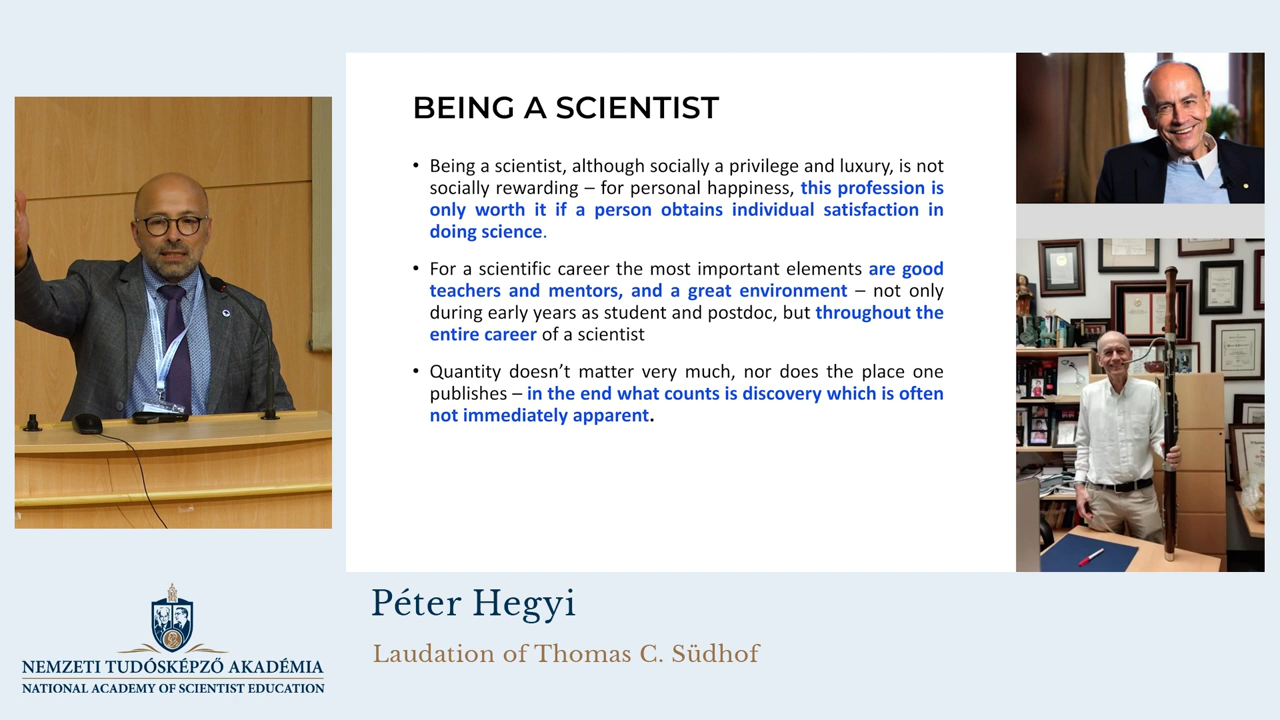 BEING A SCIENTIST
• Being a scientist, although socially a privilege and luxury, is not
socially rewarding – for personal happiness, this profession is
only worth it if a person obtains individual satisfaction in
doing science.
• For a scientific career the most important elements are good
teachers and mentors, and a great environment – not only
during early years as student and postdoc, but throughout the
entire career of a scientist
• Quantity doesn’t matter very much, nor does the place one
publishes – in the end what counts is discovery which is often
not immediately apparent.
Péter Hegyi
Laudation of Thomas C. Südhof
NEMZETI TUDÓSKÉPZŐ AKADÉMIA
NATIONAL ACADEMY OF SCIENTIST EDUCATION